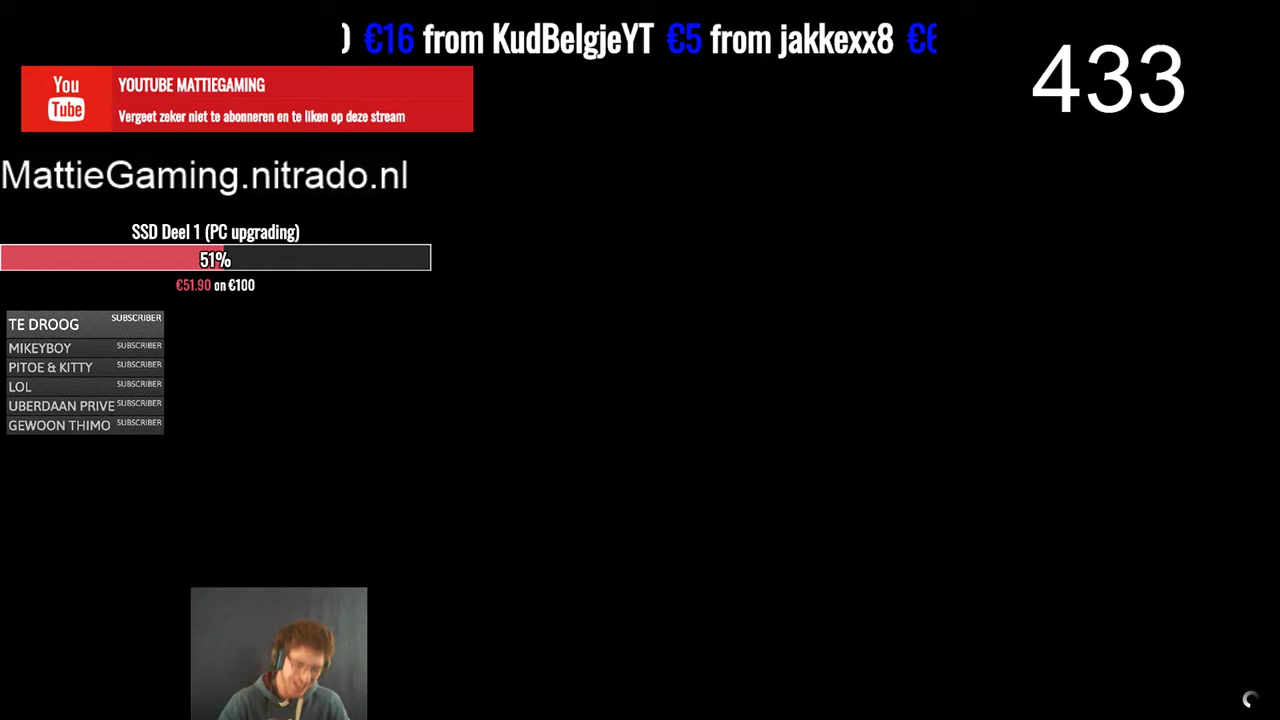 €16 from KudBelgjeYT €5 from jakkexx8
433
You
Tube
YOUTUBE MATTIEGAMING
Vergeet zeker niet te abonneren en te liken op deze stream
MattieGaming.nitrado.nl
SSD Deel 1 (PC upgrading)
51%
€51.90 on €100
TE DROOG SUBSCRIBER
MIKEYBOY SUBSCRIBER
PITOE & KITTY SUBSCRIBER
LOL SUBSCRIBER
UBERDAAN PRIVE SUBSCRIBER
GEWOON THIMO SUBSCRIBER